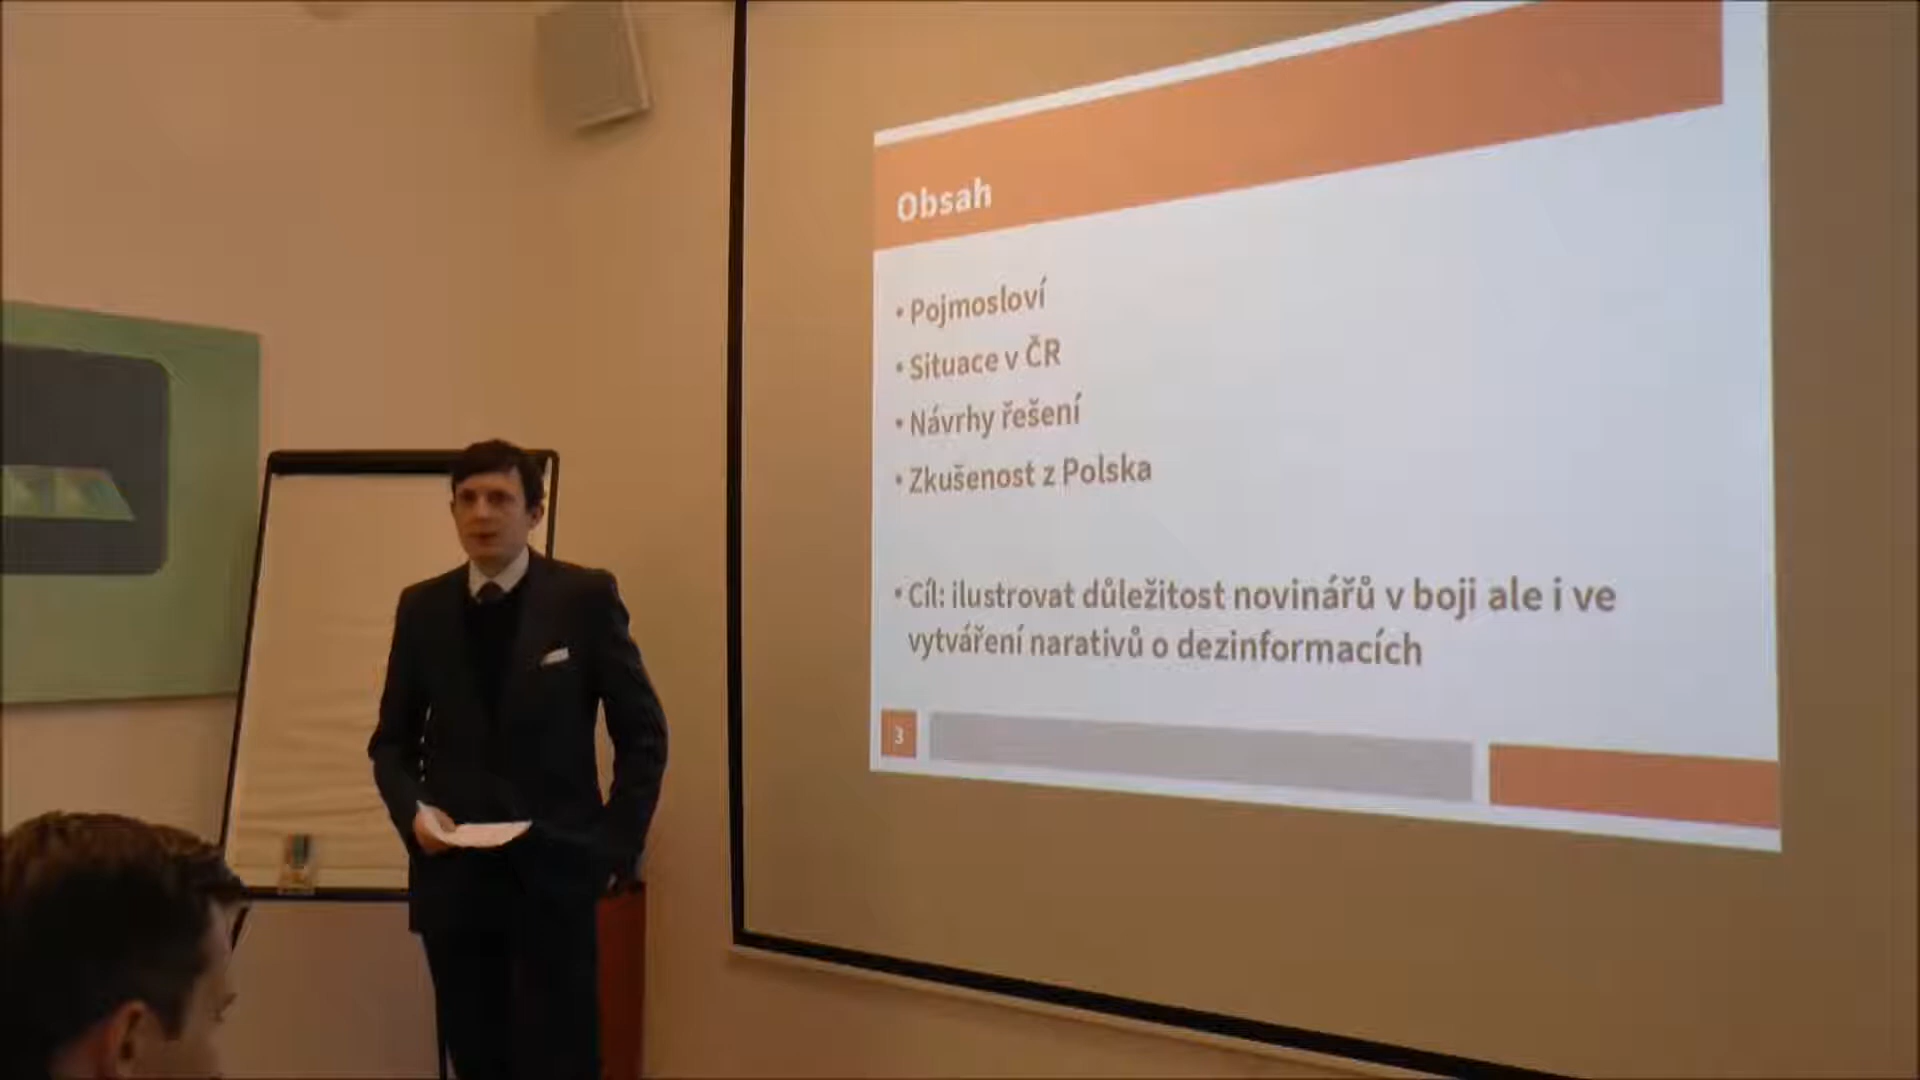 Obsah
• Pojmosloví
• Situace v ČR
• Návrhy řešení
• Zkušenost z Polska
• Cíl: ilustrovat důležitost novinářů v boji ale i ve
vytváření narativů o dezinformacích
3